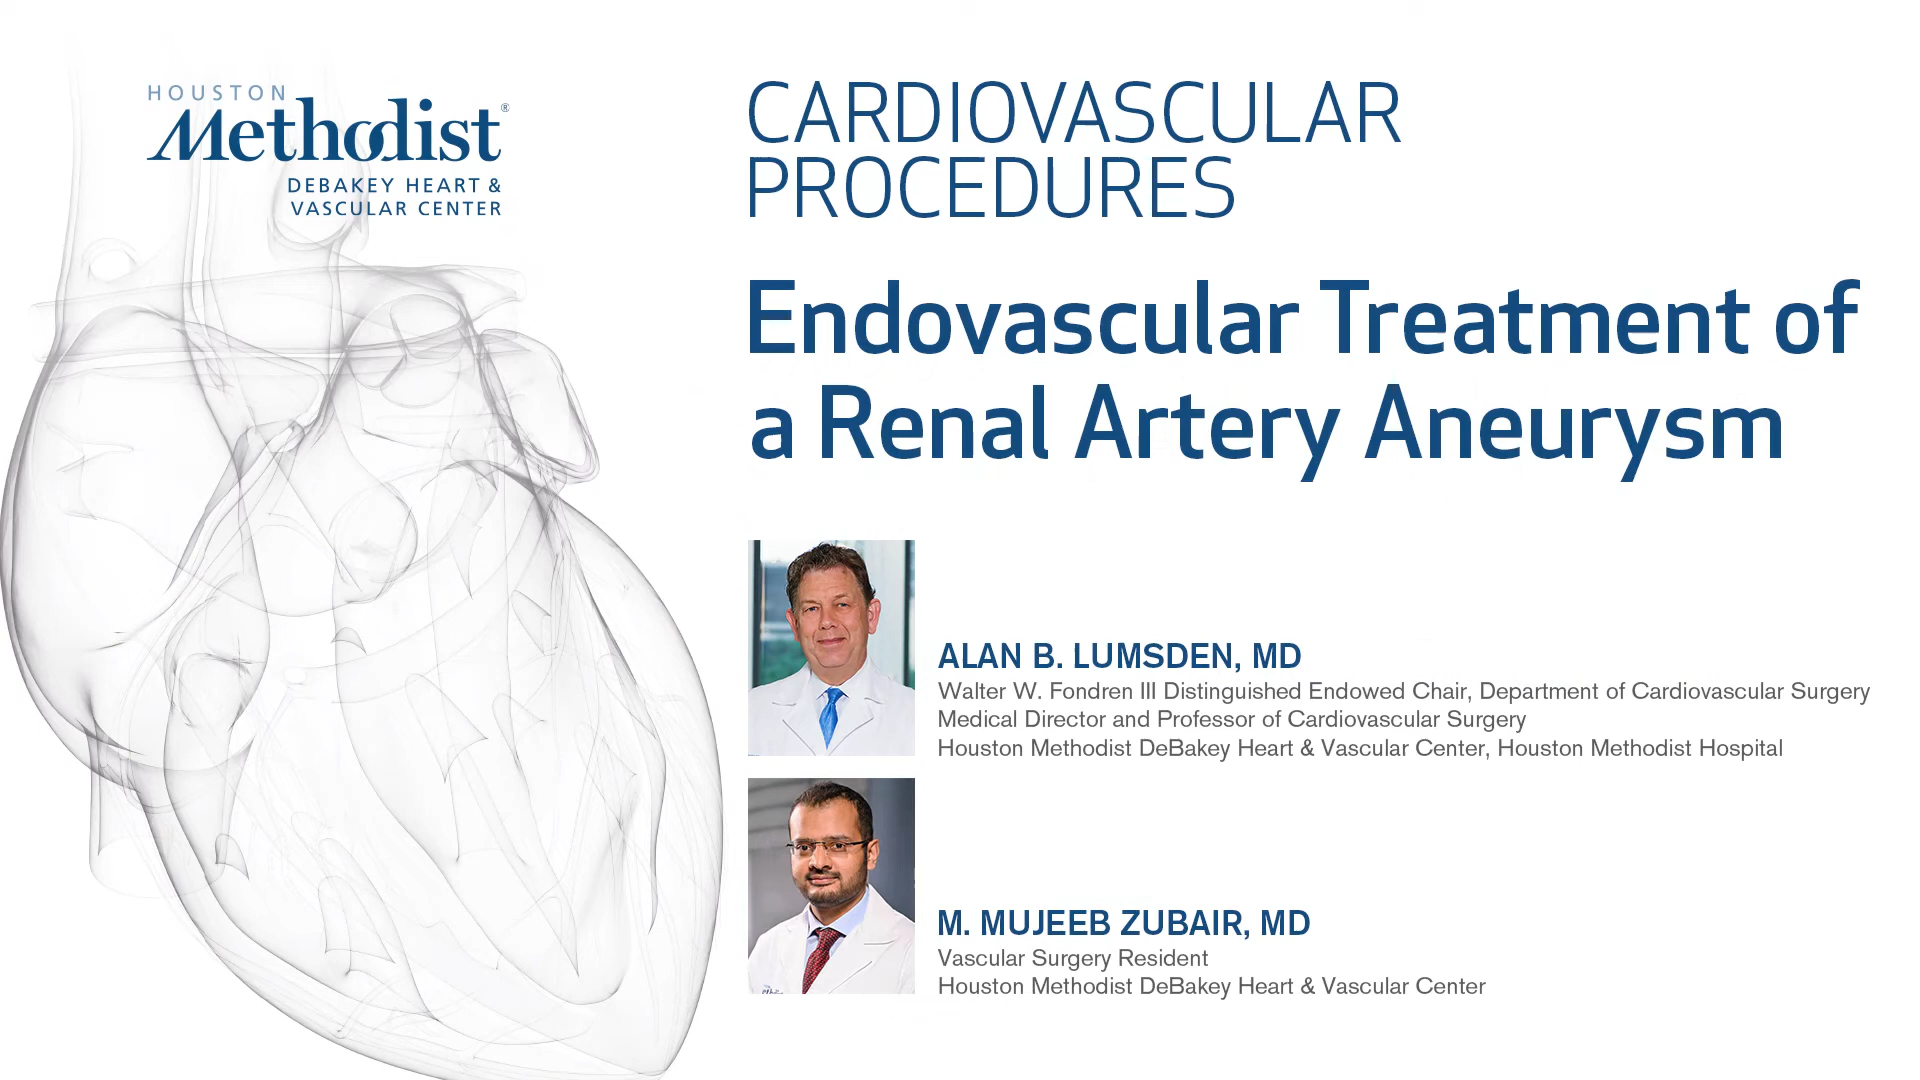 HOUSTON
Methodist®
DEBAKEY HEART &
VASCULAR CENTER
CARDIOVASCULAR
PROCEDURES
Endovascular Treatment of
a Renal Artery Aneurysm
ALAN B. LUMSDEN, MD
Walter W. Fondren III Distinguished Endowed Chair, Department of Cardiovascular Surgery
Medical Director and Professor of Cardiovascular Surgery
Houston Methodist DeBakey Heart & Vascular Center, Houston Methodist Hospital
M. MUJEEB ZUBAIR, MD
Vascular Surgery Resident
Houston Methodist DeBakey Heart & Vascular Center